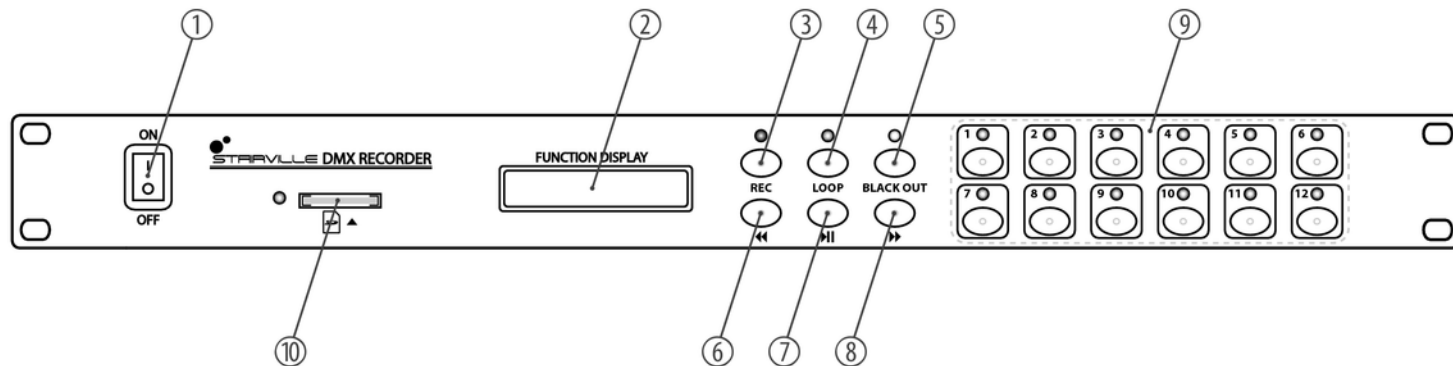 ① ② ③ ④ ⑤ ⑨
ON
OFF
STAIRVILLE DMX RECORDER
FUNCTION DISPLAY
REC LOOP BLACK OUT
1 2 3 4 5 6
7 8 9 10 11 12
⑩ ⑥ ⑦ ⑧